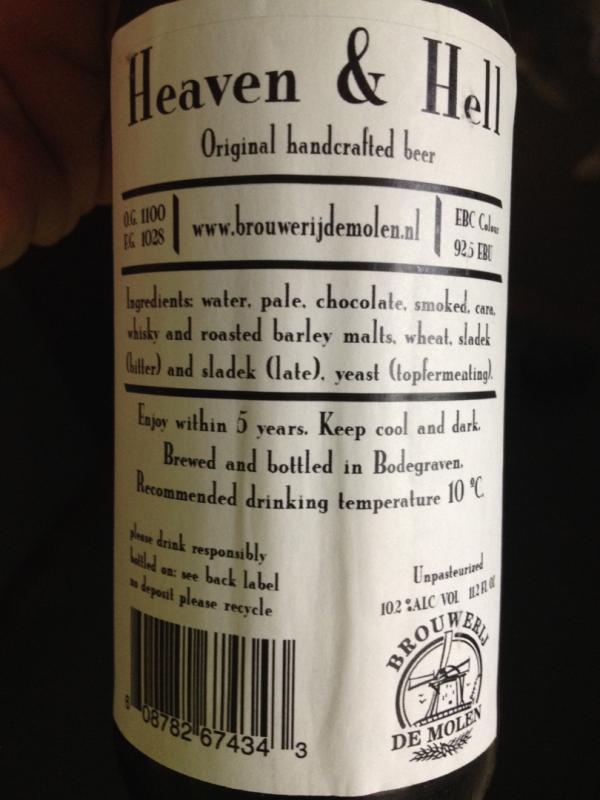 Heaven & Hell
Original handcrafted beer
O.G. 1100
F.G. 1028
www.brouwerijdemolen.nl
EBC Colour
92.5 EBU
Ingredients: water, pale, chocolate, smoked, cara,
whisky and roasted barley malts, wheat, sladek
(bitter) and sladek (late), yeast (topfermenting).
Enjoy within 5 years. Keep cool and dark.
Brewed and bottled in Bodegraven.
Recommended drinking temperature 10 °C
please drink responsibly
bottled on: see back label
no deposit please recycle
Unpasteurized
10.2 % ALC VOL 11.2 FL OZ
BROUWERIJ
DE MOLEN
6 08782 67434 3